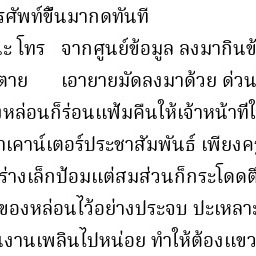 รศัพท์ขึ้นมากดทันที
ะ โทร จากศูนย์ข้อมูล ลงมากินข้
ตาย เอายายมัดลงมาด้วย ด่วน
หล่อนก็ร่อนแฟ้มคืนให้เจ้าหน้าที่ใ
าเคาน์เตอร์ประชาสัมพันธ์ เพียงคร
ร่างเล็กป้อมแต่สมส่วนก็กระโดดตื
ของหล่อนไว้อย่างประจบ ปะเหลาะ
งานเพลินไปหน่อย ทำให้ต้องแขว